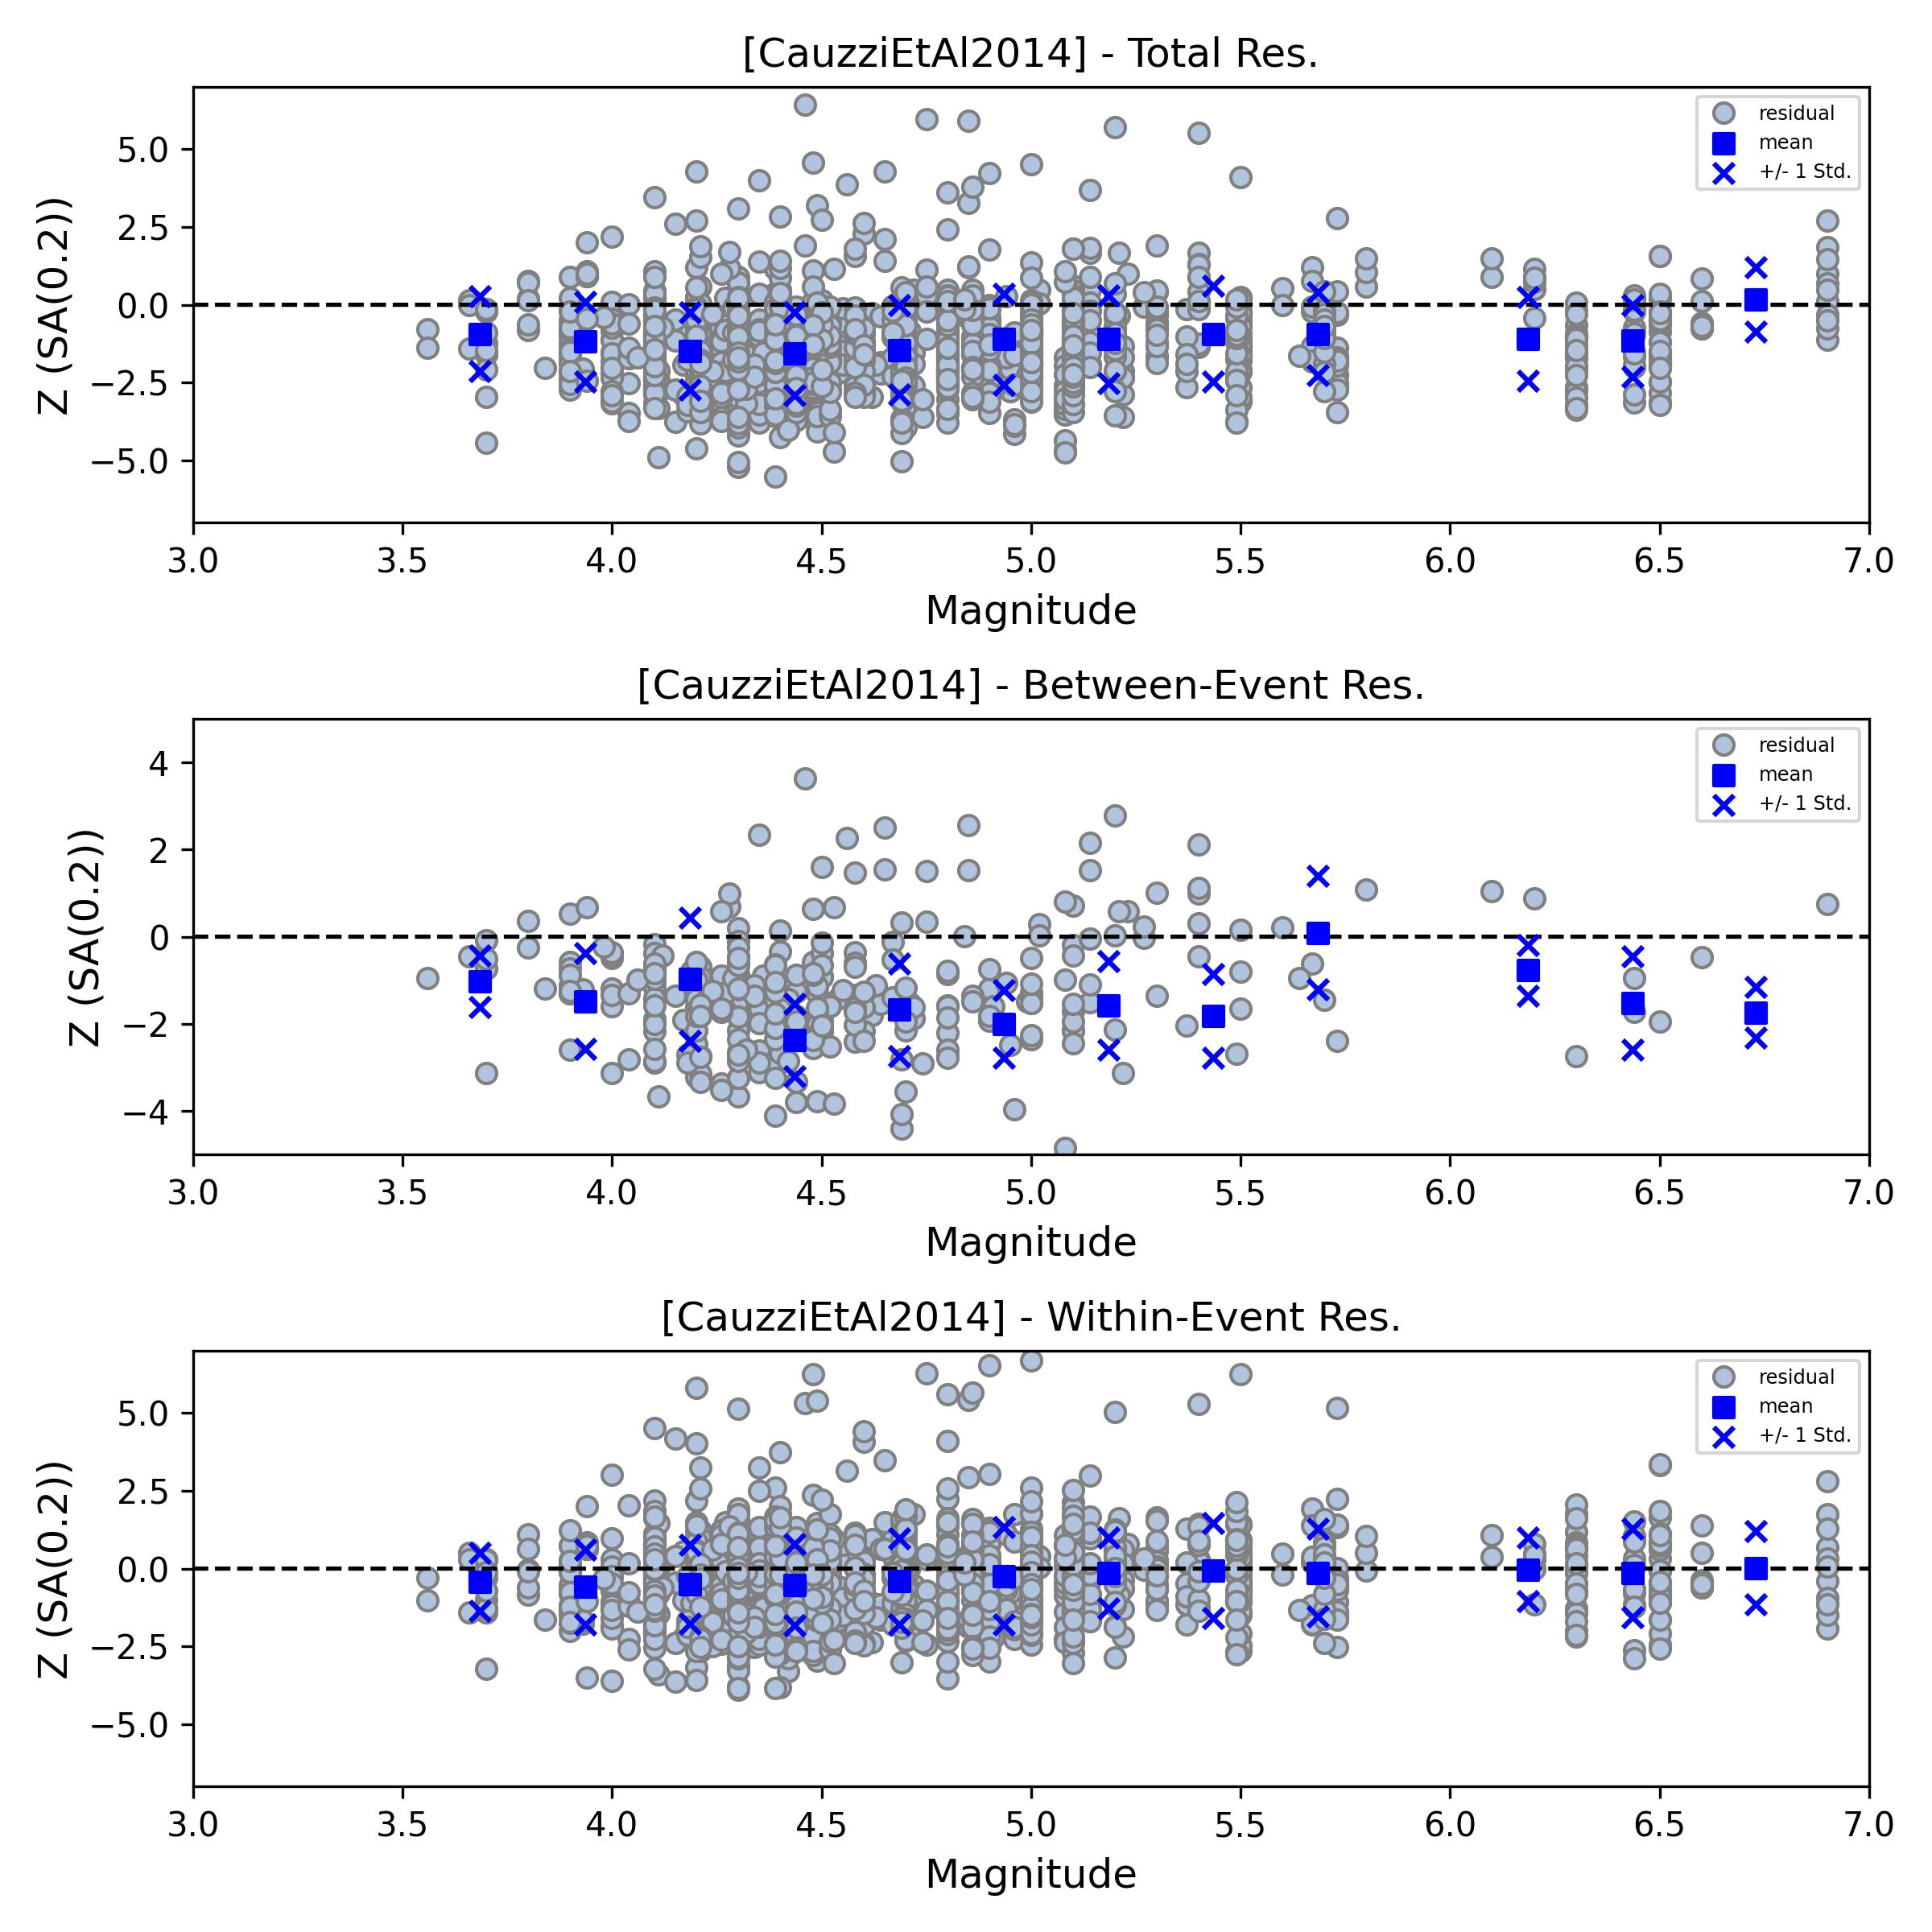 [CauzziEtAl2014] - Total Res.
residual
mean
+/- 1 Std.
Z (SA(0.2))
5.0
2.5
0.0
−2.5
−5.0
3.0 3.5 4.0 4.5 5.0 5.5 6.0 6.5 7.0
Magnitude
[CauzziEtAl2014] - Between-Event Res.
residual
mean
+/- 1 Std.
Z (SA(0.2))
4
2
0
−2
−4
3.0 3.5 4.0 4.5 5.0 5.5 6.0 6.5 7.0
Magnitude
[CauzziEtAl2014] - Within-Event Res.
residual
mean
+/- 1 Std.
Z (SA(0.2))
5.0
2.5
0.0
−2.5
−5.0
3.0 3.5 4.0 4.5 5.0 5.5 6.0 6.5 7.0
Magnitude